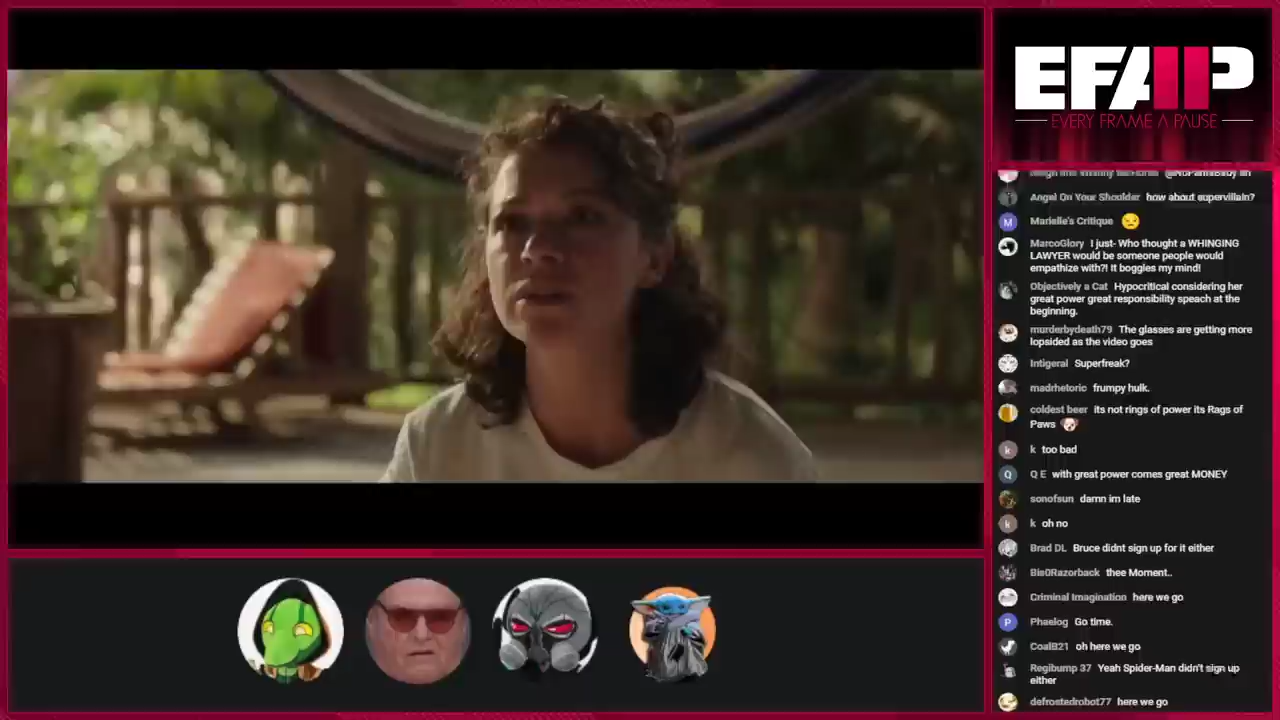 EFAP
EVERY FRAME A PAUSE
Angel On Your Shoulder how about supervillain?
Marielle's Critique
MarcoGlory I just- Who thought a WHINGING
LAWYER would be someone people would
empathize with?! It boggles my mind!
Objectively a Cat Hypocritical considering her
great power great responsibility speach at the
beginning.
murderbydeath79 The glasses are getting more
lopsided as the video goes
Intigeral Superfreak?
madrhetoric frumpy hulk.
coldest beer its not rings of power its Rags of
Paws
k too bad
Q E with great power comes great MONEY
sonofsun damn im late
k oh no
Brad DL Bruce didnt sign up for it either
Bis0Razorback thee Moment..
Criminal Imagination here we go
Phaelog Go time.
CoalB21 oh here we go
Regibump 37 Yeah Spider-Man didn't sign up
either
defrostedrobot77 here we go